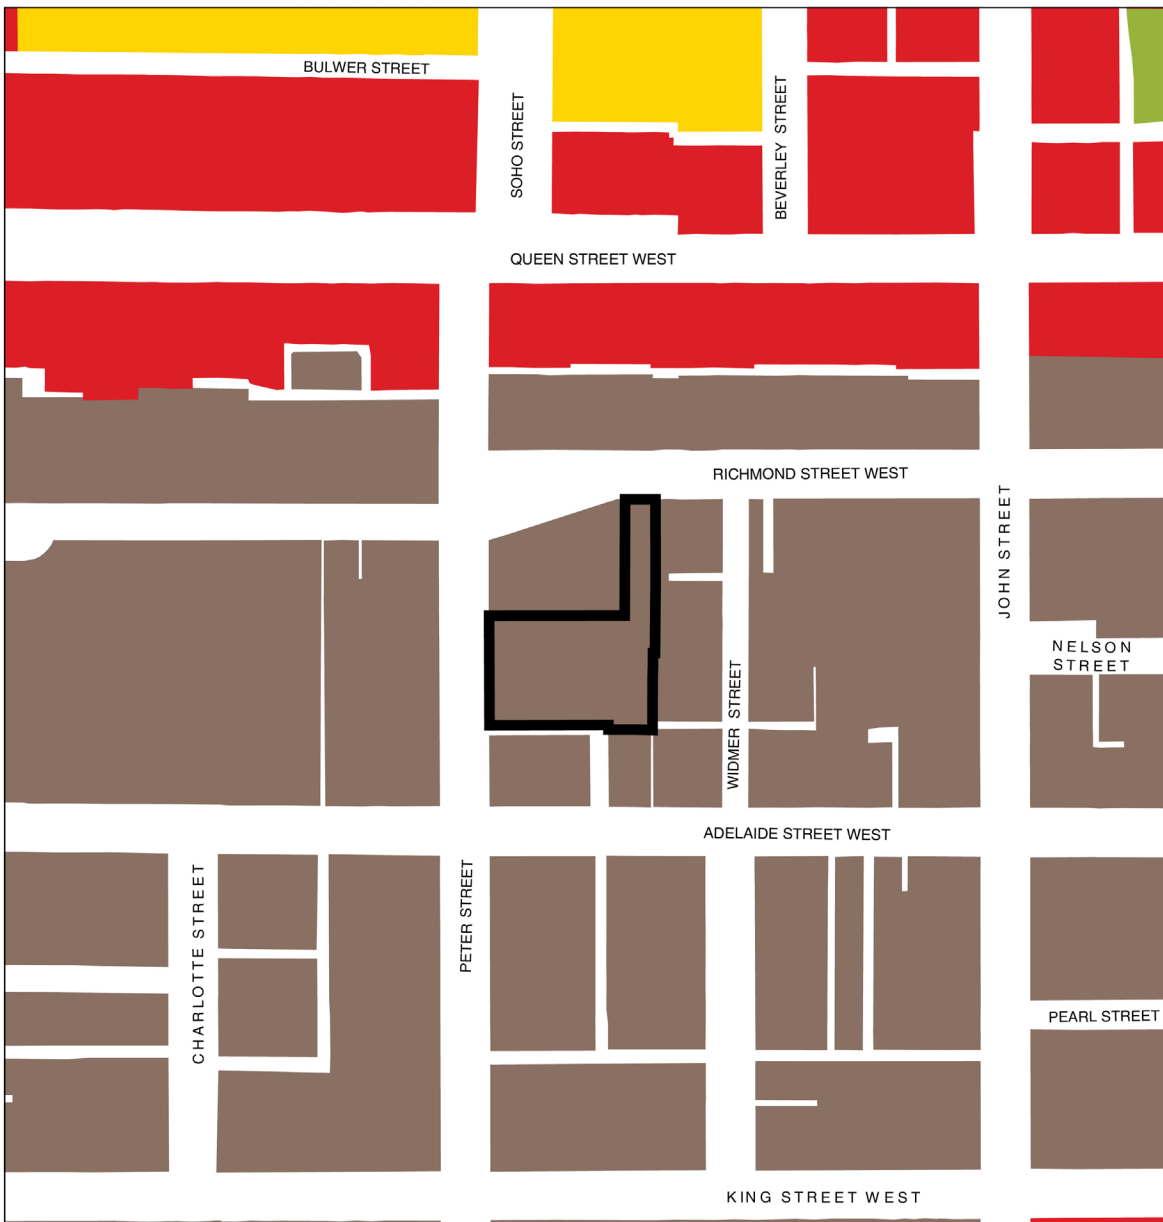 BULWER STREET
SOHO STREET
BEVERLEY STREET
QUEEN STREET WEST
RICHMOND STREET WEST
JOHN STREET
NELSON
STREET
WIDMER STREET
ADELAIDE STREET WEST
CHARLOTTE STREET
PETER STREET
PEARL STREET
KING STREET WEST